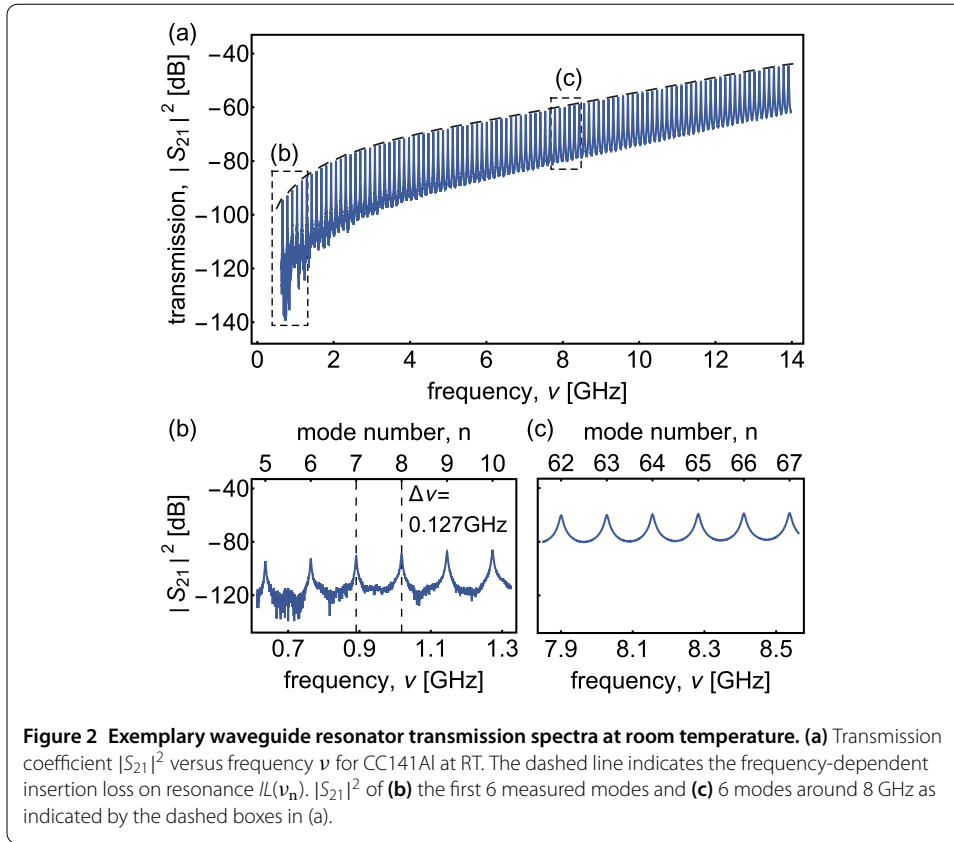 (a)
−40
−60
−80
−100
−120
−140
transmission, |S21|² [dB]
(b)
(c)
0 2 4 6 8 10 12 14
frequency, ν [GHz]
(b)
mode number, n
5 6 7 8 9 10
−40
−80
−120
|S21|² [dB]
Δν=
0.127GHz
0.7 0.9 1.1 1.3
frequency, ν [GHz]
(c)
mode number, n
62 63 64 65 66 67
7.9 8.1 8.3 8.5
frequency, ν [GHz]
Figure 2 Exemplary waveguide resonator transmission spectra at room temperature. (a) Transmission
coefficient |S21|² versus frequency ν for CC141Al at RT. The dashed line indicates the frequency-dependent
insertion loss on resonance IL(νn). |S21|² of (b) the first 6 measured modes and (c) 6 modes around 8 GHz as
indicated by the dashed boxes in (a).